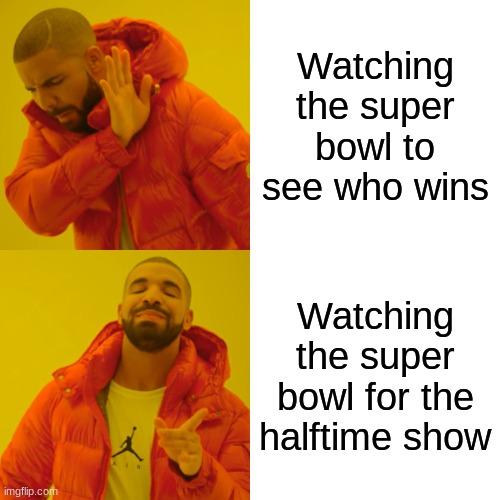 Watching
the super
bowl to
see who wins
Watching
the super
bowl for the
halftime show
imgflip.com